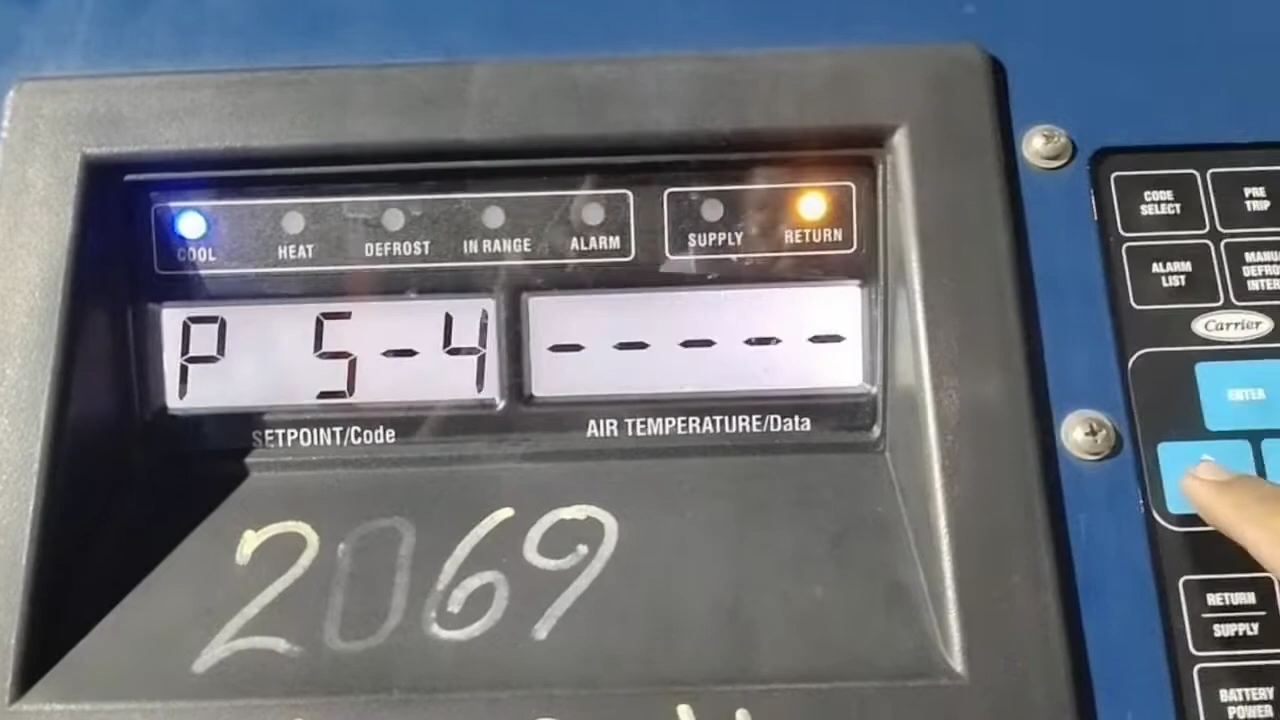 COOL HEAT DEFROST IN RANGE ALARM SUPPLY RETURN
P 5-4 -----
SETPOINT/Code AIR TEMPERATURE/Data
2069
CODE SELECT
PRE TRIP
ALARM LIST
Carrier
ENTER
RETURN
SUPPLY
BATTERY POWER